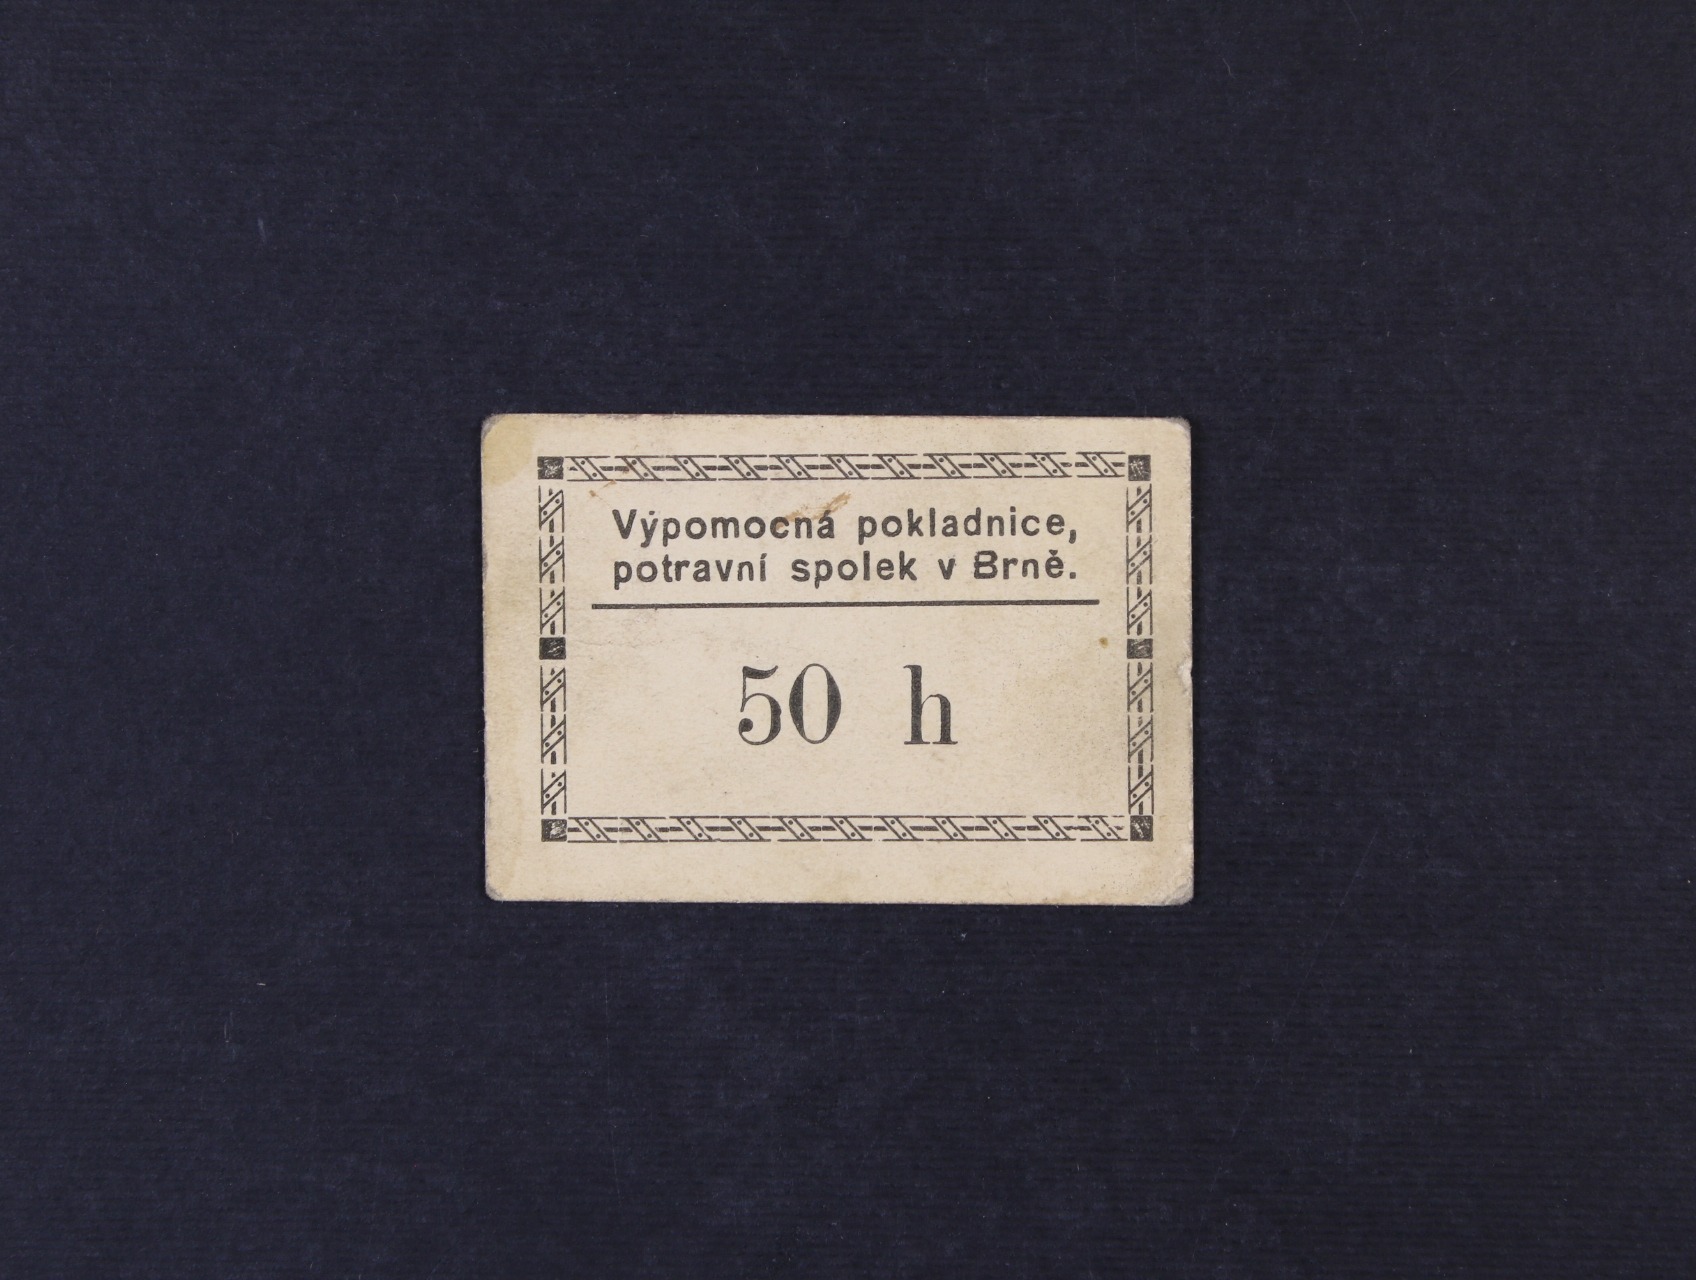 Výpomocná pokladnice,
potravní spolek v Brně.
50 h